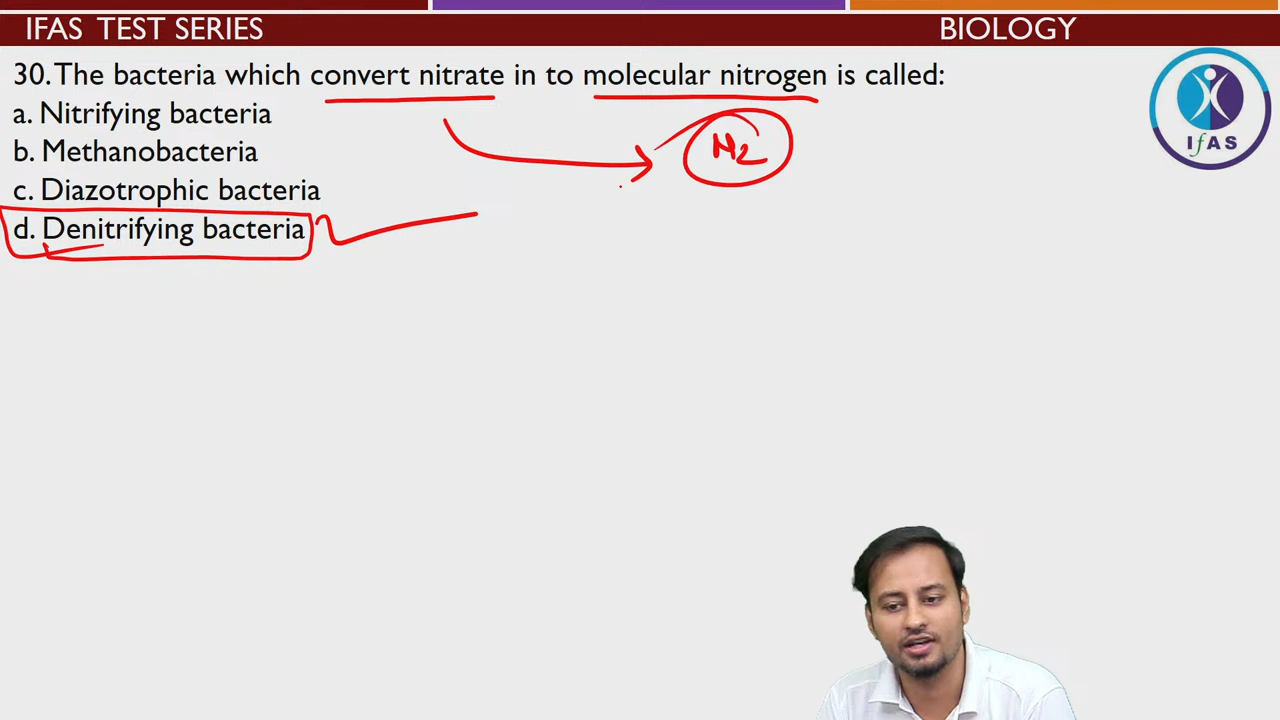 IFAS TEST SERIES
BIOLOGY
30. The bacteria which convert nitrate in to molecular nitrogen is called:
a. Nitrifying bacteria
b. Methanobacteria
c. Diazotrophic bacteria
d. Denitrifying bacteria
N2
IfAS